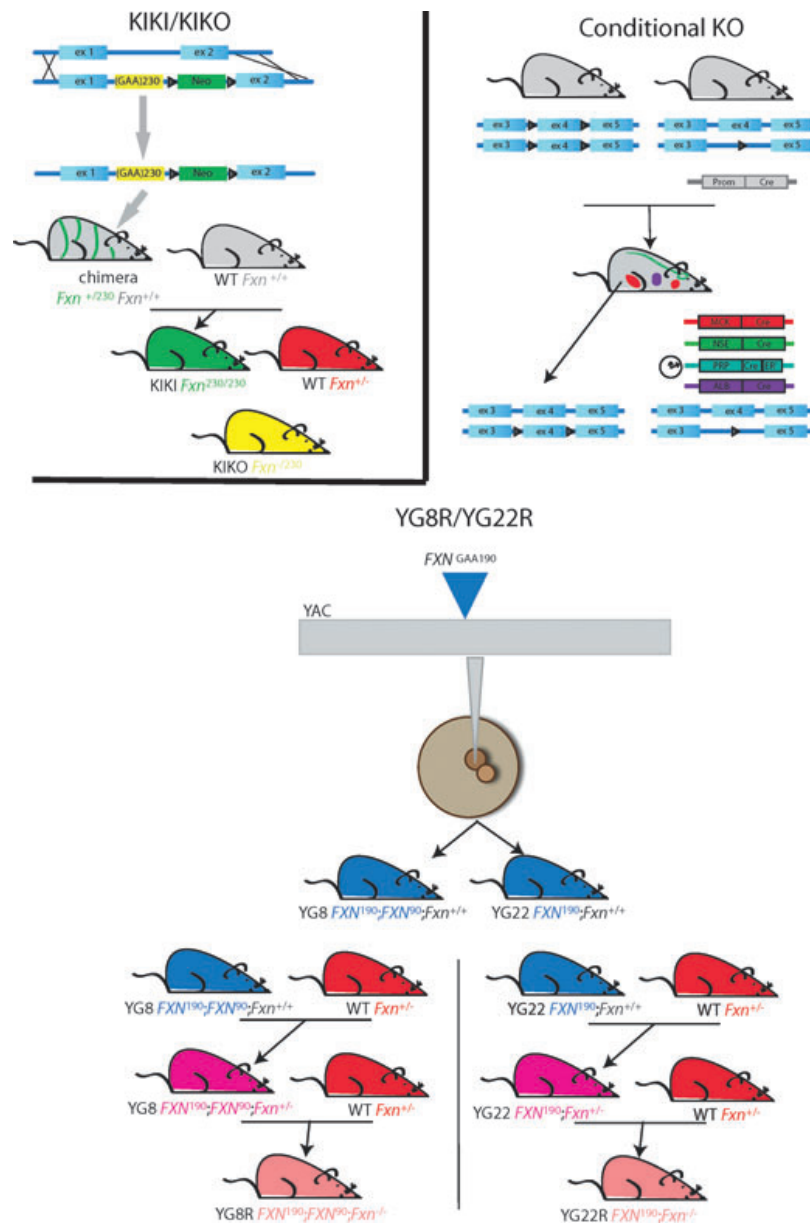 KIKI/KIKO
ex 1 ex 2
ex 1 (GAA)230 Neo ex 2
ex 1 (GAA)230 Neo ex 2
chimera
Fxn +/230 Fxn+/+
WT Fxn +/+
KIKI Fxn230/230
WT Fxn+/-
KIKO Fxn-/230
Conditional KO
ex 3 ex 4 ex 5 ex 3 ex 4 ex 5
ex 3 ex 4 ex 5 ex 3 ex 5
Prom Cre
MCK Cre
NSE Cre
PRP Cre ER
ALB Cre
ex 3 ex 4 ex 5 ex 3 ex 4 ex 5
ex 3 ex 4 ex 5 ex 3 ex 5
YG8R/YG22R
FXN GAA190
YAC
YG8 FXN190;FXN90;Fxn+/+ YG22 FXN190;Fxn+/+
YG8 FXN190;FXN90;Fxn+/+ WT Fxn+/-
YG8 FXN190;FXN90;Fxn+/- WT Fxn+/-
YG8R FXN190;FXN90;Fxn-/-
YG22 FXN190;Fxn+/+ WT Fxn+/-
YG22 FXN190;Fxn+/- WT Fxn+/-
YG22R FXN190;Fxn-/-